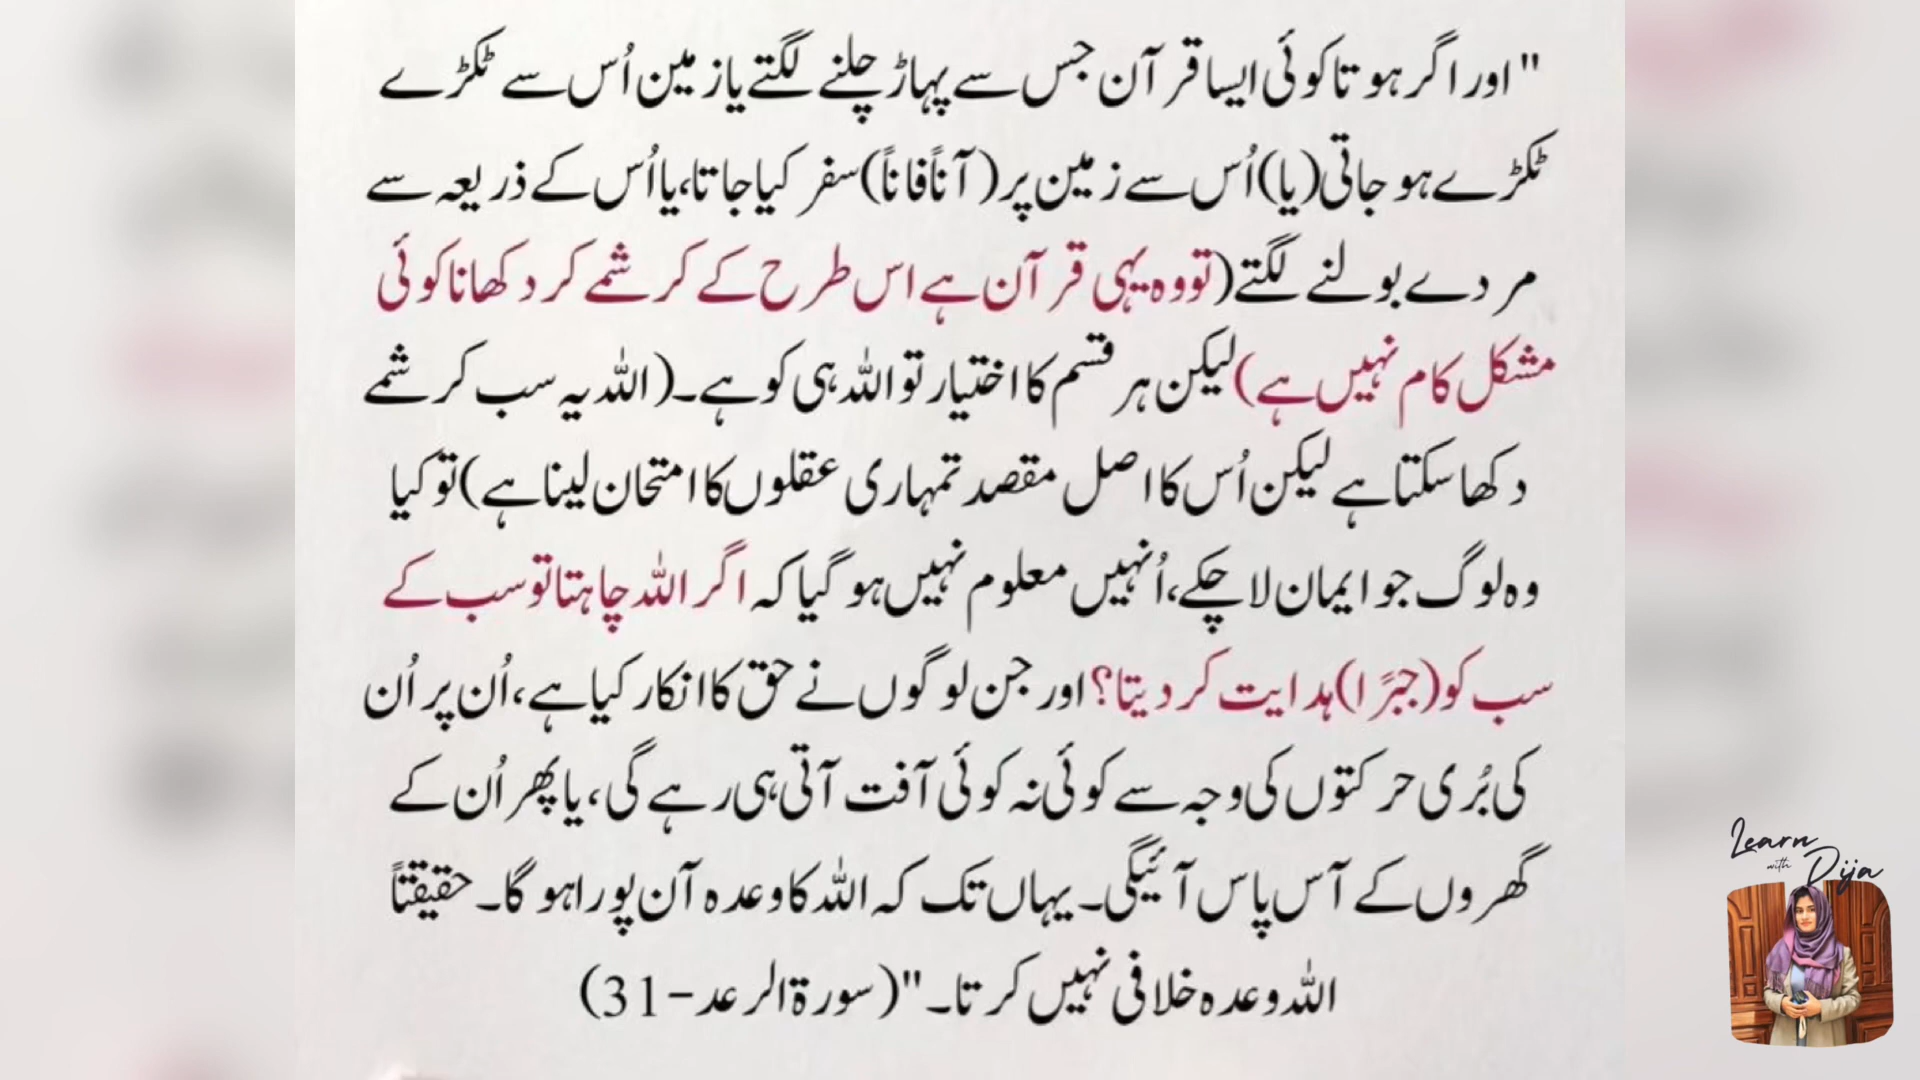 "اور اگر ہوتا کوئی ایسا قرآن جس سے پہاڑ چلنے لگتے یا زمین اُس سے ٹکڑے
ٹکڑے ہو جاتی (یا) اُس سے زمین پر (آناً فاناً) سفر کیا جاتا، یا اُس کے ذریعہ سے
مردے بولنے لگتے (تو وہ یہی قرآن ہے اس طرح کے کرشمے کر دکھانا کوئی
مشکل کام نہیں ہے) لیکن ہر قسم کا اختیار تو اللہ ہی کو ہے۔ (اللہ یہ سب کرشمے
دکھا سکتا ہے لیکن اُس کا اصل مقصد تمہاری عقلوں کا امتحان لینا ہے) تو کیا
وہ لوگ جو ایمان لا چکے، اُنہیں معلوم نہیں ہو گیا کہ اگر اللہ چاہتا تو سب کے
سب کو (جبرًا) ہدایت کر دیتا؟ اور جن لوگوں نے حق کا انکار کیا ہے، اُن پر اُن
کی بُری حرکتوں کی وجہ سے کوئی نہ کوئی آفت آتی ہی رہے گی، یا پھر اُن کے
گھروں کے آس پاس آئیگی۔ یہاں تک کہ اللہ کا وعدہ آن پورا ہو گا۔ حقیقتاً
اللہ وعدہ خلافی نہیں کرتا۔" (سورۃ الرعد-31)
Learn
with Dija